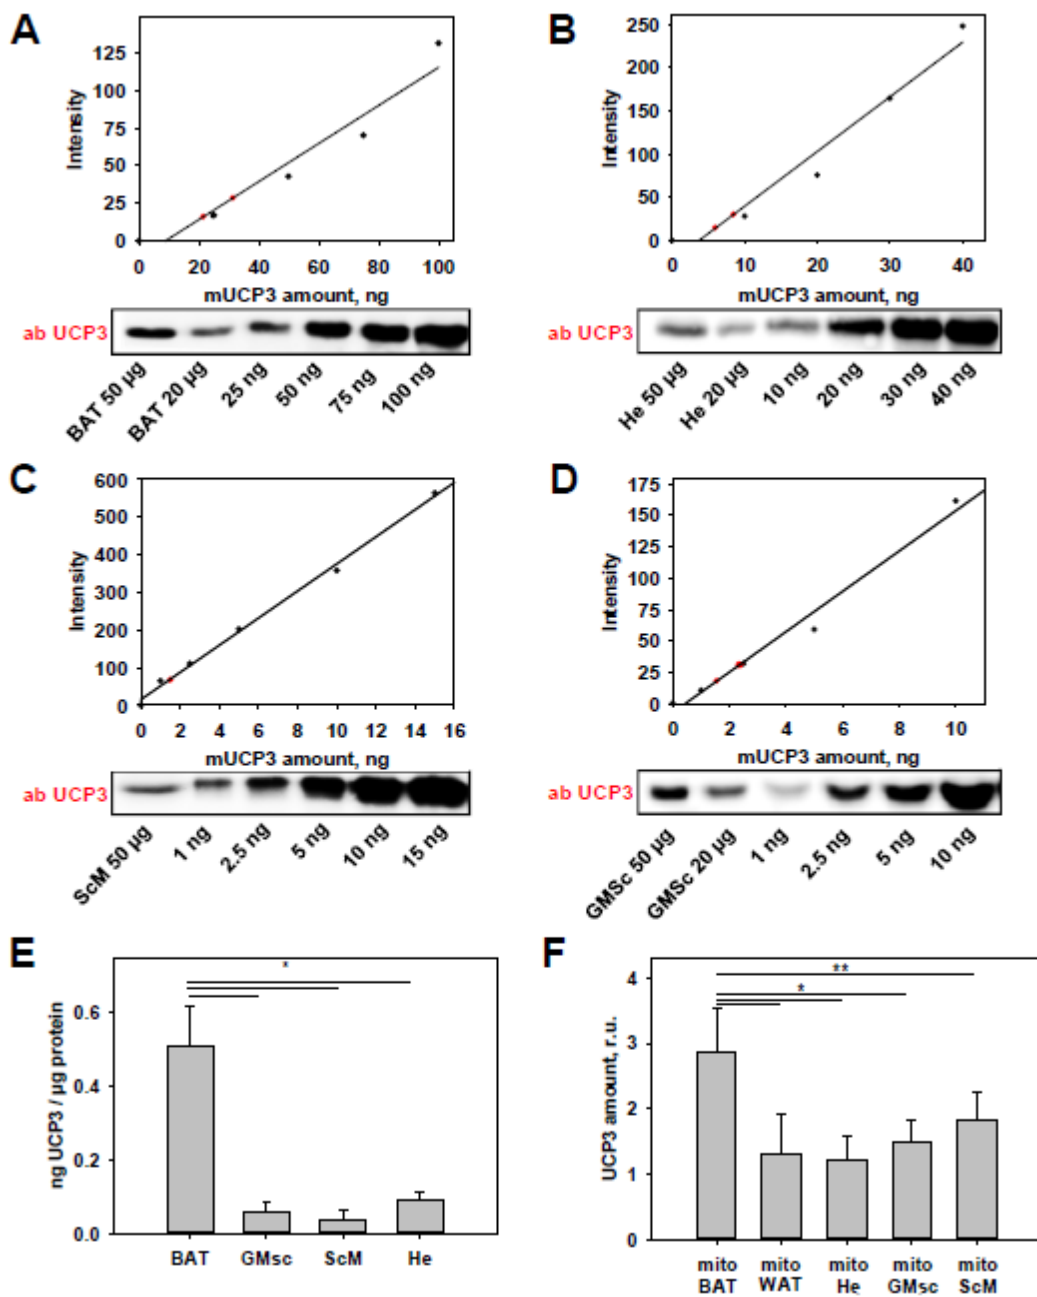 A
Intensity
125
100
75
50
25
0
0 20 40 60 80 100
mUCP3 amount, ng
ab UCP3
BAT 50 µg
BAT 20 µg
25 ng
50 ng
75 ng
100 ng
B
Intensity
250
200
150
100
50
0
0 10 20 30 40
mUCP3 amount, ng
ab UCP3
He 50 µg
He 20 µg
10 ng
20 ng
30 ng
40 ng
C
Intensity
600
500
400
300
200
100
0
0 2 4 6 8 10 12 14 16
mUCP3 amount, ng
ab UCP3
ScM 50 µg
1 ng
2.5 ng
5 ng
10 ng
15 ng
D
Intensity
175
150
125
100
75
50
25
0
0 2 4 6 8 10
mUCP3 amount, ng
ab UCP3
GMSc 50 µg
GMSc 20 µg
1 ng
2.5 ng
5 ng
10 ng
E
ng UCP3 / µg protein
0.6
0.4
0.2
0.0
*
BAT GMsc ScM He
F
UCP3 amount, r.u.
4
3
2
1
0
**
*
mito mito mito mito mito
BAT WAT He GMsc ScM